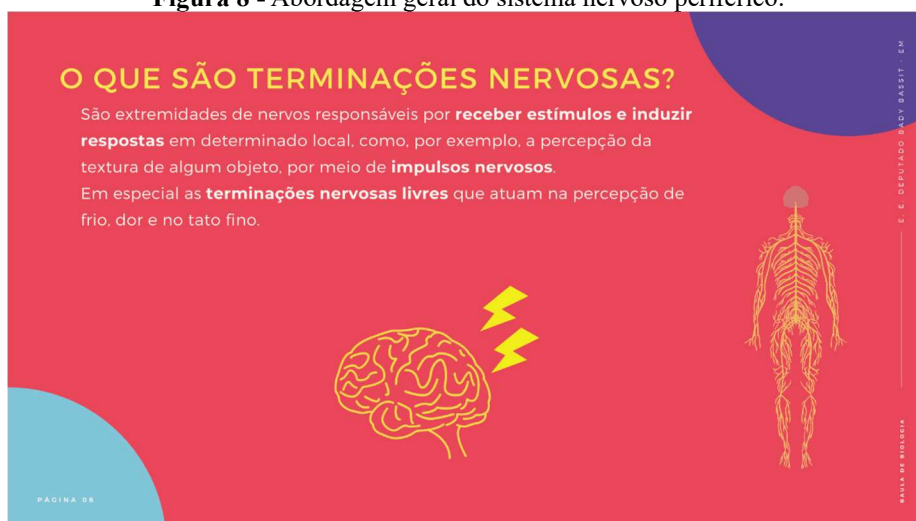 Figura 8 - Abordagem geral do sistema nervoso periférico.
O QUE SÃO TERMINAÇÕES NERVOSAS?
São extremidades de nervos responsáveis por receber estímulos e induzir
respostas em determinado local, como, por exemplo, a percepção da
textura de algum objeto, por meio de impulsos nervosos.
Em especial as terminações nervosas livres que atuam na percepção de
frio, dor e no tato fino.
E. E. DEPUTADO BADY BASSIT - EM
BAULA DE BIOLOGIA
PÁGINA 08